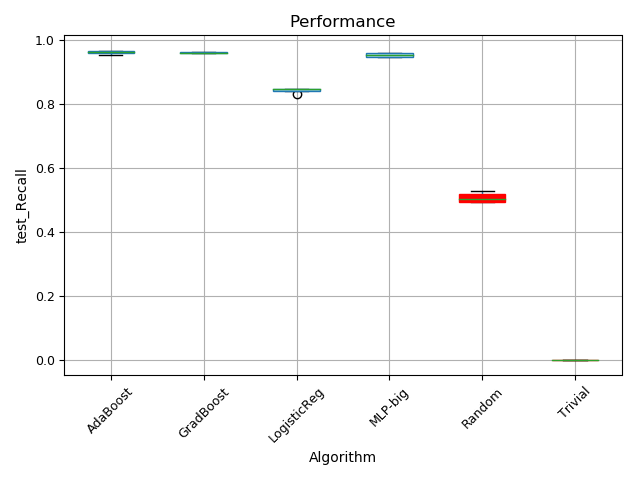 Performance
1.0
0.8
0.6
0.4
0.2
0.0
test_Recall
AdaBoost
GradBoost
LogisticReg
MLP-big
Random
Trivial
Algorithm